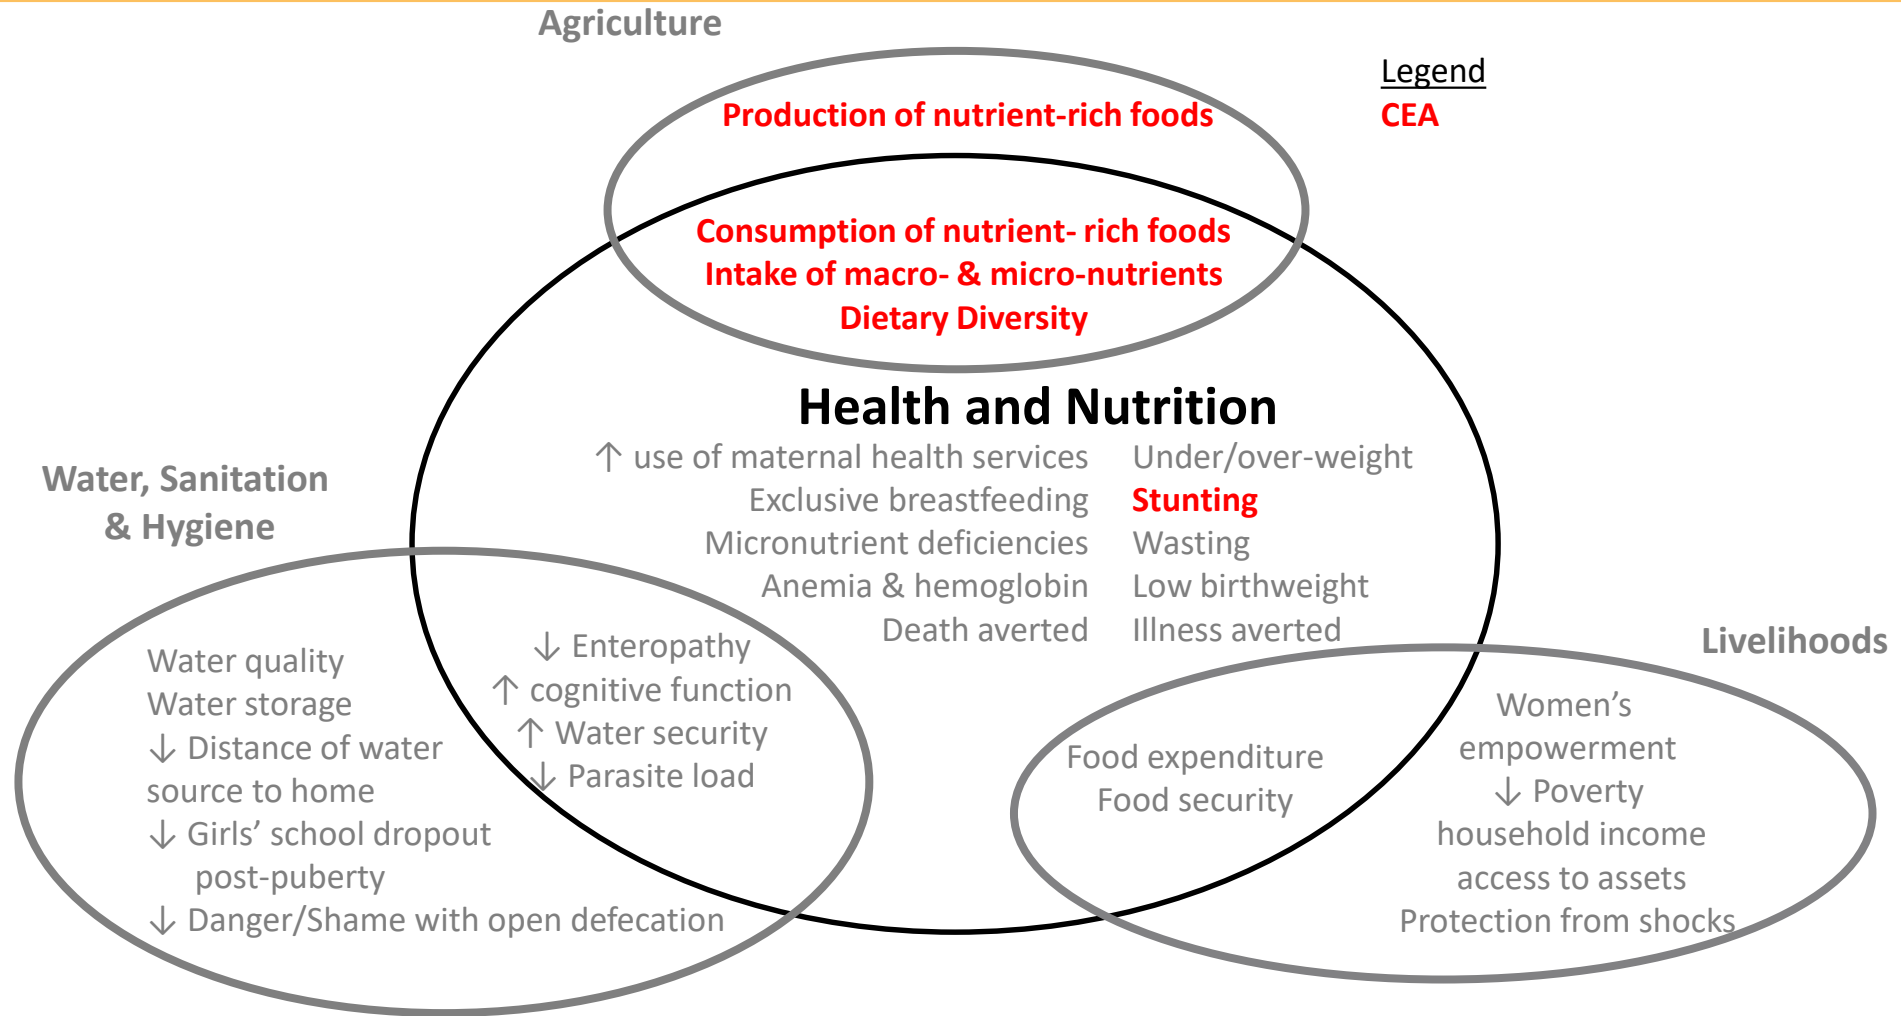 Agriculture
Legend
CEA
Production of nutrient-rich foods
Consumption of nutrient- rich foods
Intake of macro- & micro-nutrients
Dietary Diversity
Health and Nutrition
↑ use of maternal health services
Exclusive breastfeeding
Micronutrient deficiencies
Anemia & hemoglobin
Death averted
Under/over-weight
Stunting
Wasting
Low birthweight
Illness averted
Water, Sanitation
& Hygiene
Water quality
Water storage
↓ Distance of water
source to home
↓ Girls’ school dropout
post-puberty
↓ Danger/Shame with open defecation
↓ Enteropathy
↑ cognitive function
↑ Water security
↓ Parasite load
Livelihoods
Food expenditure
Food security
Women’s
empowerment
↓ Poverty
household income
access to assets
Protection from shocks